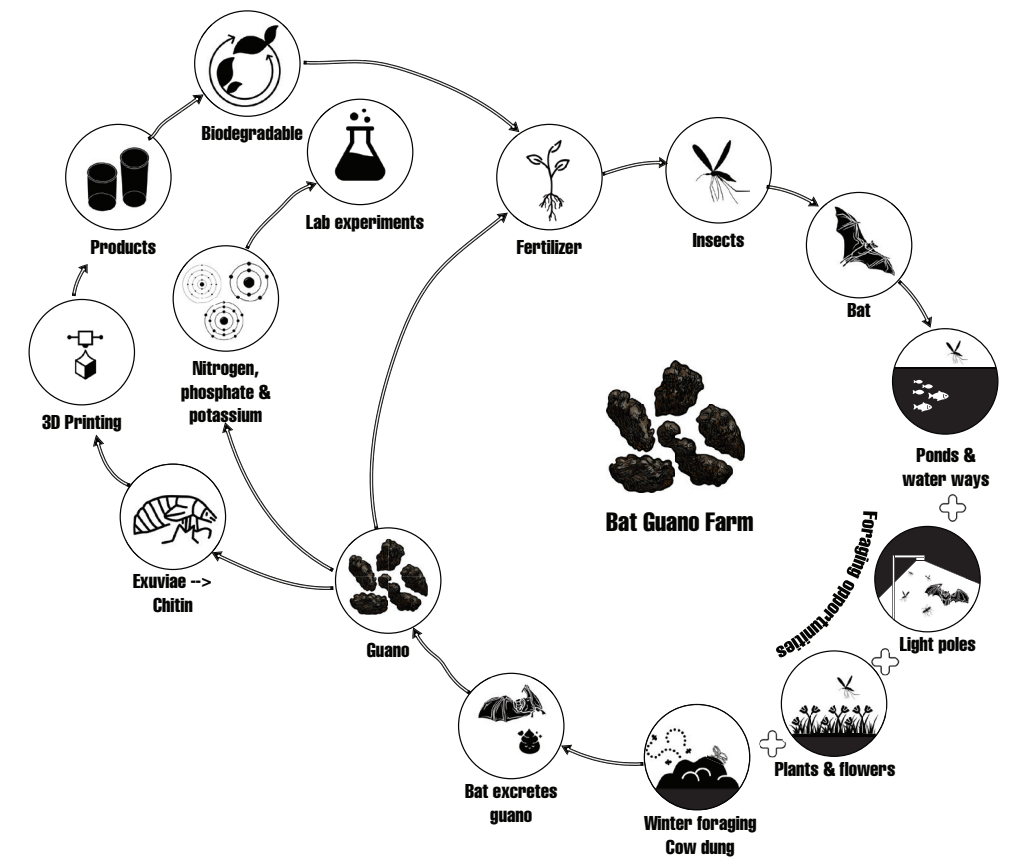 Biodegradable
Lab experiments
Products
Fertilizer
Insects
Bat
Nitrogen,
phosphate &
potassium
3D Printing
Ponds &
water ways
Bat Guano Farm
Foraging opportunities
Exuviae -->
Chitin
Guano
Light poles
Plants & flowers
Bat excretes
guano
Winter foraging
Cow dung